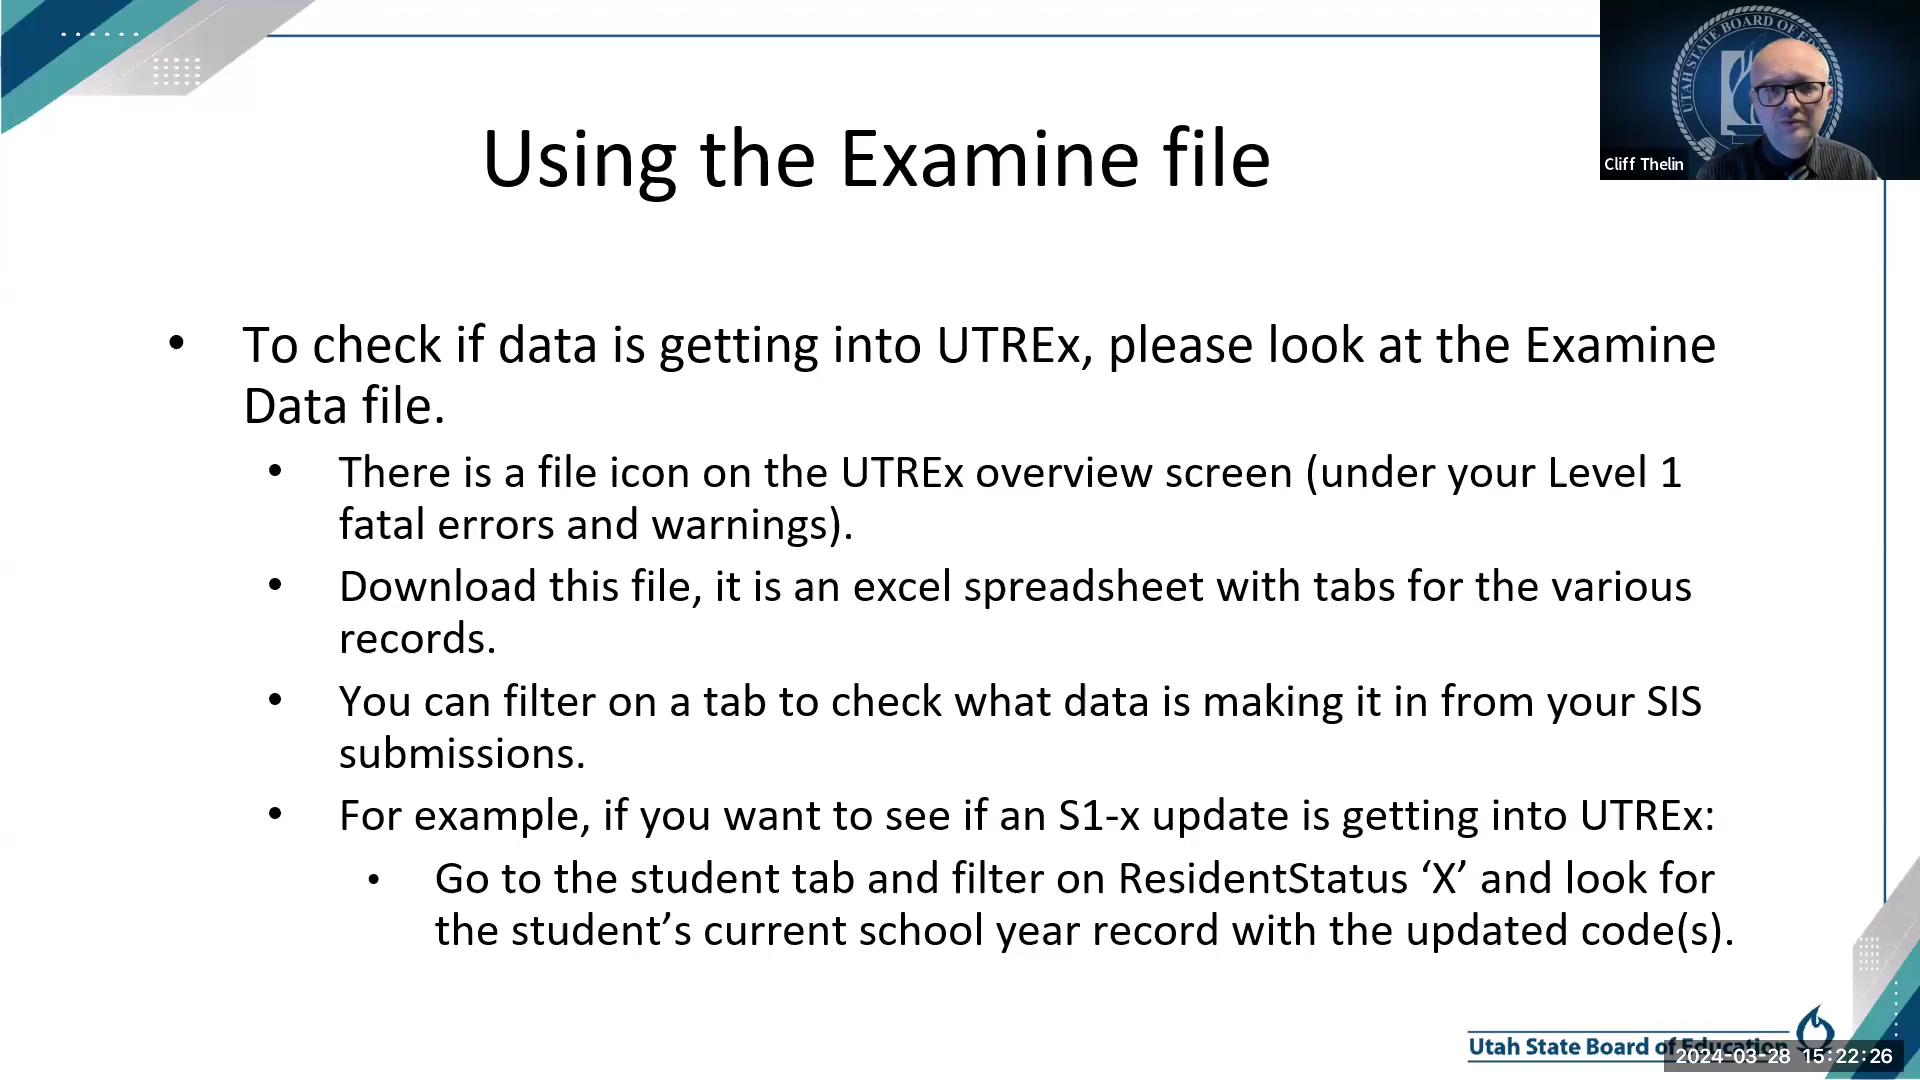 UTAH STATE BOARD OF
Cliff Thelin
Using the Examine file
• To check if data is getting into UTREx, please look at the Examine
Data file.
• There is a file icon on the UTREx overview screen (under your Level 1
fatal errors and warnings).
• Download this file, it is an excel spreadsheet with tabs for the various
records.
• You can filter on a tab to check what data is making it in from your SIS
submissions.
• For example, if you want to see if an S1-x update is getting into UTREx:
• Go to the student tab and filter on ResidentStatus ‘X’ and look for
the student’s current school year record with the updated code(s).
Utah State Board of Education
2024-03-28 15:22:26